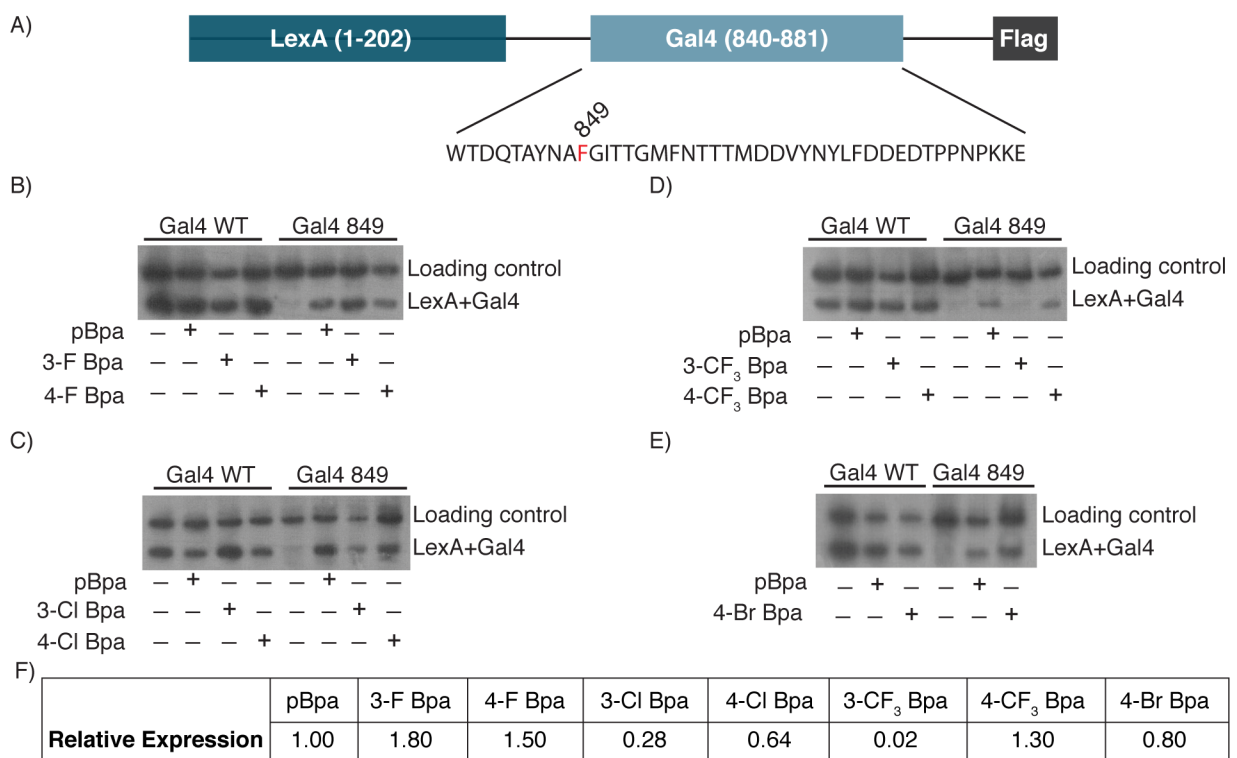 A)
LexA (1-202) Gal4 (840-881) Flag
849
WTDQTAYNAFGITTGMFNTTTMDDVYNYLFDDEDTPPNPKKE
B)
Gal4 WT Gal4 849
Loading control
LexA+Gal4
pBpa – + – – – + – –
3-F Bpa – – + – – – + –
4-F Bpa – – – + – – – +
C)
Gal4 WT Gal4 849
Loading control
LexA+Gal4
pBpa – + – – – + – –
3-Cl Bpa – – + – – – + –
4-Cl Bpa – – – + – – – +
D)
Gal4 WT Gal4 849
Loading control
LexA+Gal4
pBpa – + – – – + – –
3-CF₃ Bpa – – + – – – + –
4-CF₃ Bpa – – – + – – – +
E)
Gal4 WT Gal4 849
Loading control
LexA+Gal4
pBpa – + – – + –
4-Br Bpa – – + – – +
F)
pBpa 3-F Bpa 4-F Bpa 3-Cl Bpa 4-Cl Bpa 3-CF₃ Bpa 4-CF₃ Bpa 4-Br Bpa
Relative Expression 1.00 1.80 1.50 0.28 0.64 0.02 1.30 0.80